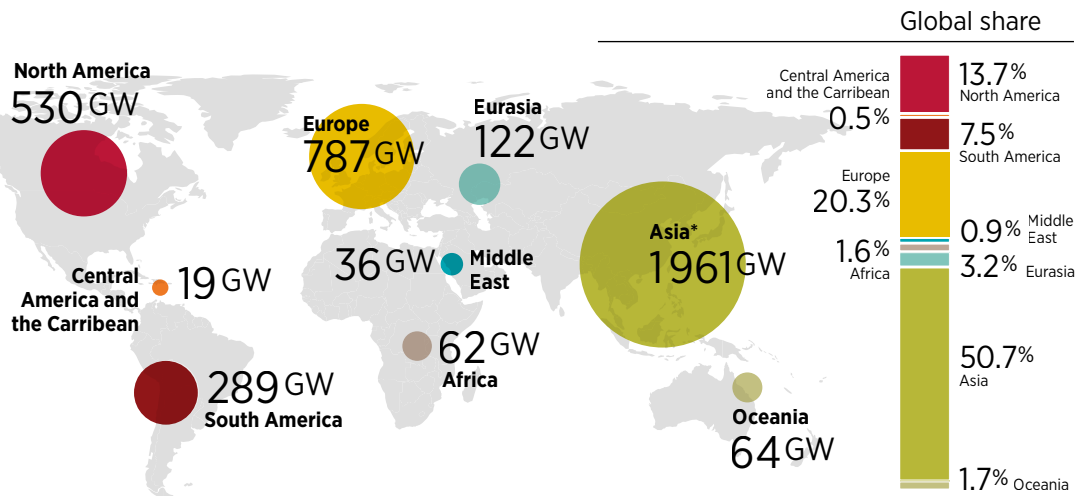 Global share
North America
530 GW
Europe
787 GW
Eurasia
122 GW
Asia*
1961 GW
36 GW
Middle
East
Central
America and
the Carribean
19 GW
62 GW
Africa
289 GW
South America
Oceania
64 GW
13.7%
North America
Central America
and the Carribean
0.5%
7.5%
South America
Europe
20.3%
0.9% Middle
East
1.6%
Africa
3.2% Eurasia
50.7%
Asia
1.7% Oceania